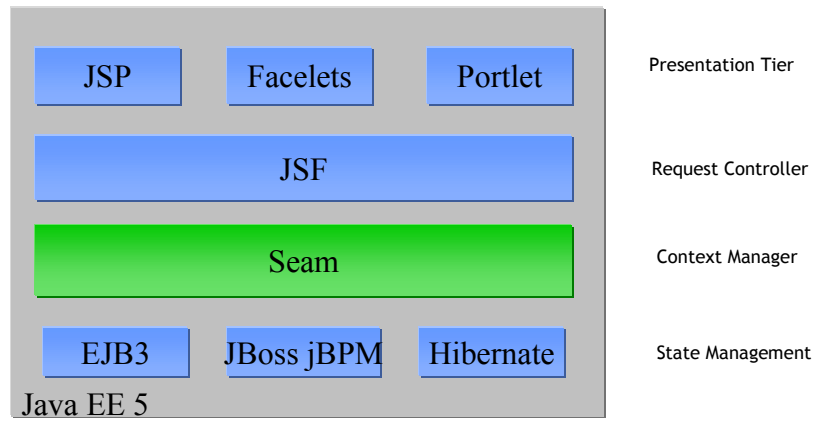 JSP Facelets Portlet Presentation Tier
JSF Request Controller
Seam Context Manager
EJB3 JBoss jBPM Hibernate State Management
Java EE 5